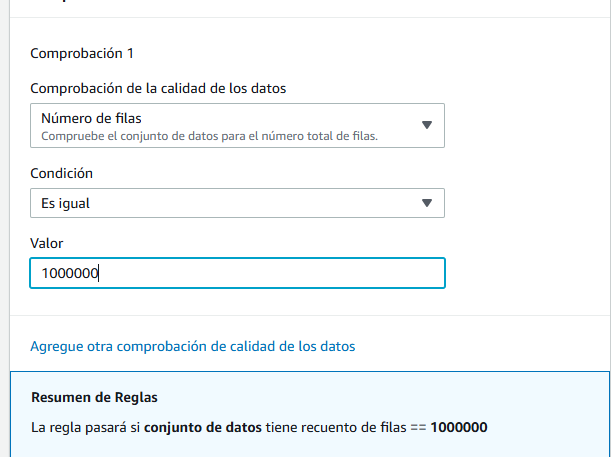 Comprobación 1
Comprobación de la calidad de los datos
Número de filas
Compruebe el conjunto de datos para el número total de filas.
Condición
Es igual
Valor
1000000
Agregue otra comprobación de calidad de los datos
Resumen de Reglas
La regla pasará si conjunto de datos tiene recuento de filas == 1000000